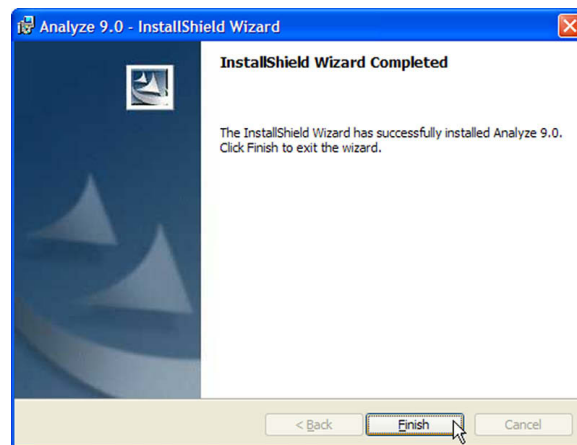 Analyze 9.0 - InstallShield Wizard
InstallShield Wizard Completed
The InstallShield Wizard has successfully installed Analyze 9.0.
Click Finish to exit the wizard.
< Back
Finish
Cancel